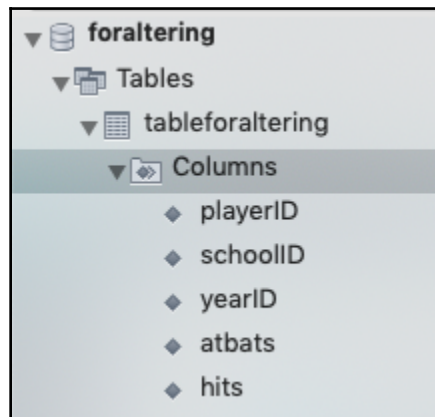 foraltering
Tables
tableforaltering
Columns
playerID
schoolID
yearID
atbats
hits